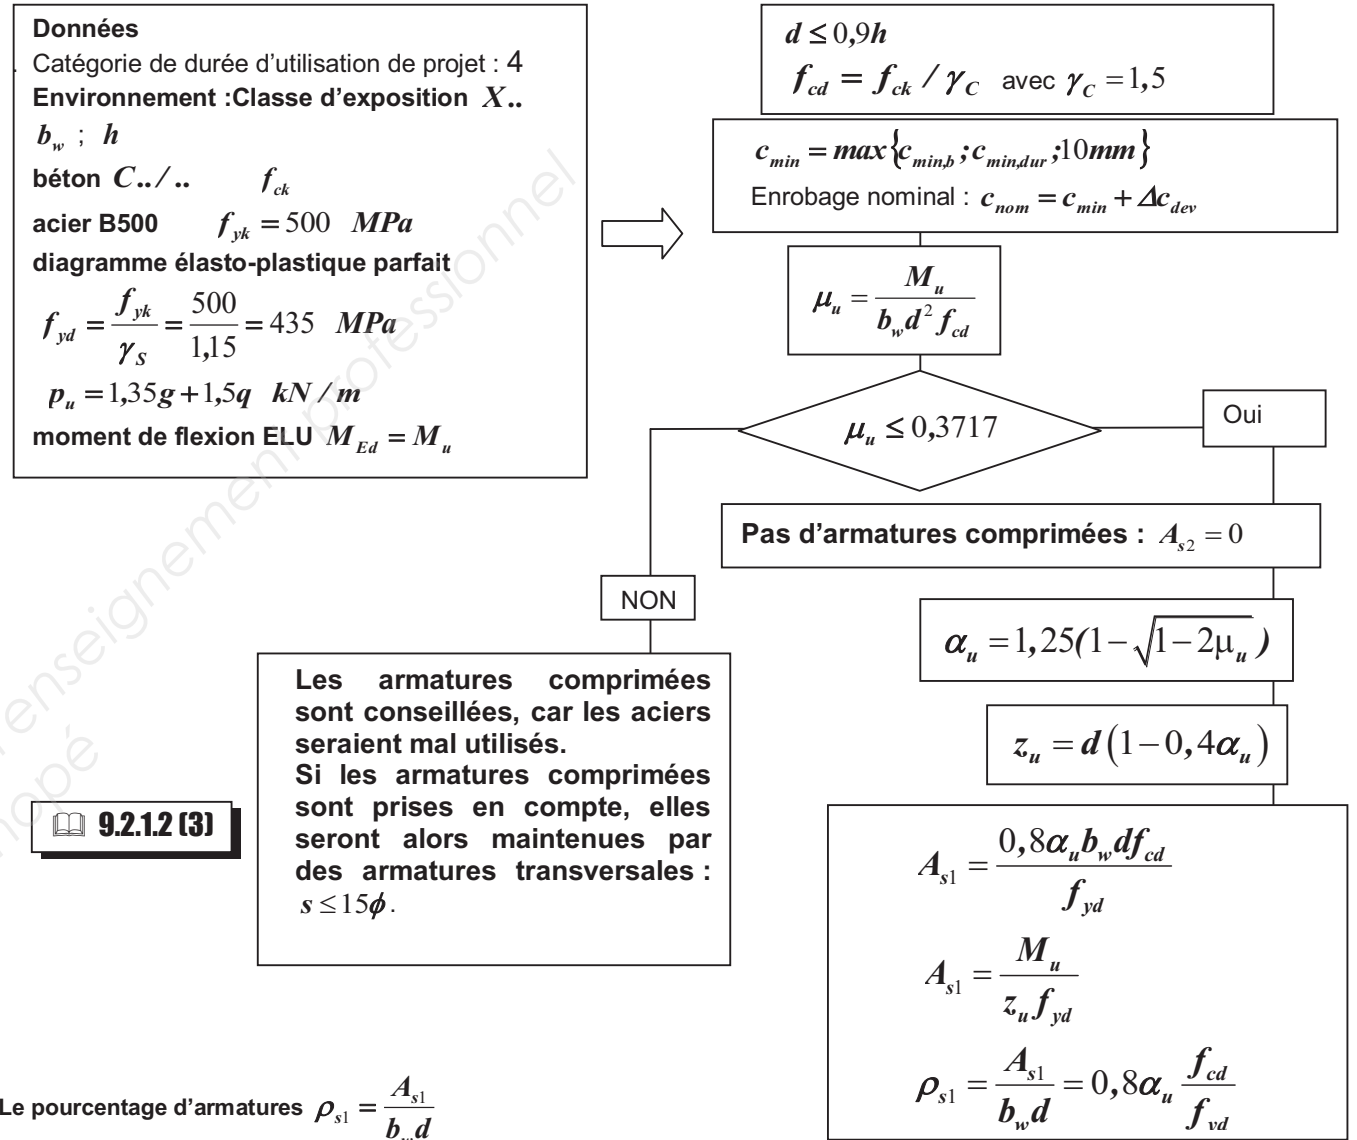 Données
. Catégorie de durée d'utilisation de projet : 4
Environnement :Classe d'exposition X..
b_w ; h
béton C../.. f_ck
acier B500 f_yk = 500 MPa
diagramme élasto-plastique parfait
f_yd = f_yk / γ_S = 500 / 1,15 = 435 MPa
p_u = 1,35g + 1,5q kN / m
moment de flexion ELU M_Ed = M_u
d ≤ 0,9h
f_cd = f_ck / γ_C avec γ_C = 1,5
c_min = max{c_min,b ; c_min,dur ; 10mm}
Enrobage nominal : c_nom = c_min + Δc_dev
μ_u = M_u / (b_w d² f_cd)
μ_u ≤ 0,3717
Oui
Pas d'armatures comprimées : A_s2 = 0
NON
α_u = 1,25(1 − √(1 − 2μ_u))
z_u = d(1 − 0,4α_u)
Les armatures comprimées
sont conseillées, car les aciers
seraient mal utilisés.
Si les armatures comprimées
sont prises en compte, elles
seront alors maintenues par
des armatures transversales :
s ≤ 15ϕ.
9.2.1.2 (3)
A_s1 = 0,8α_u b_w d f_cd / f_yd
A_s1 = M_u / (z_u f_yd)
ρ_s1 = A_s1 / (b_w d) = 0,8α_u f_cd / f_yd
Le pourcentage d'armatures ρ_s1 = A_s1 / (b_w d)
enseignement professionnel